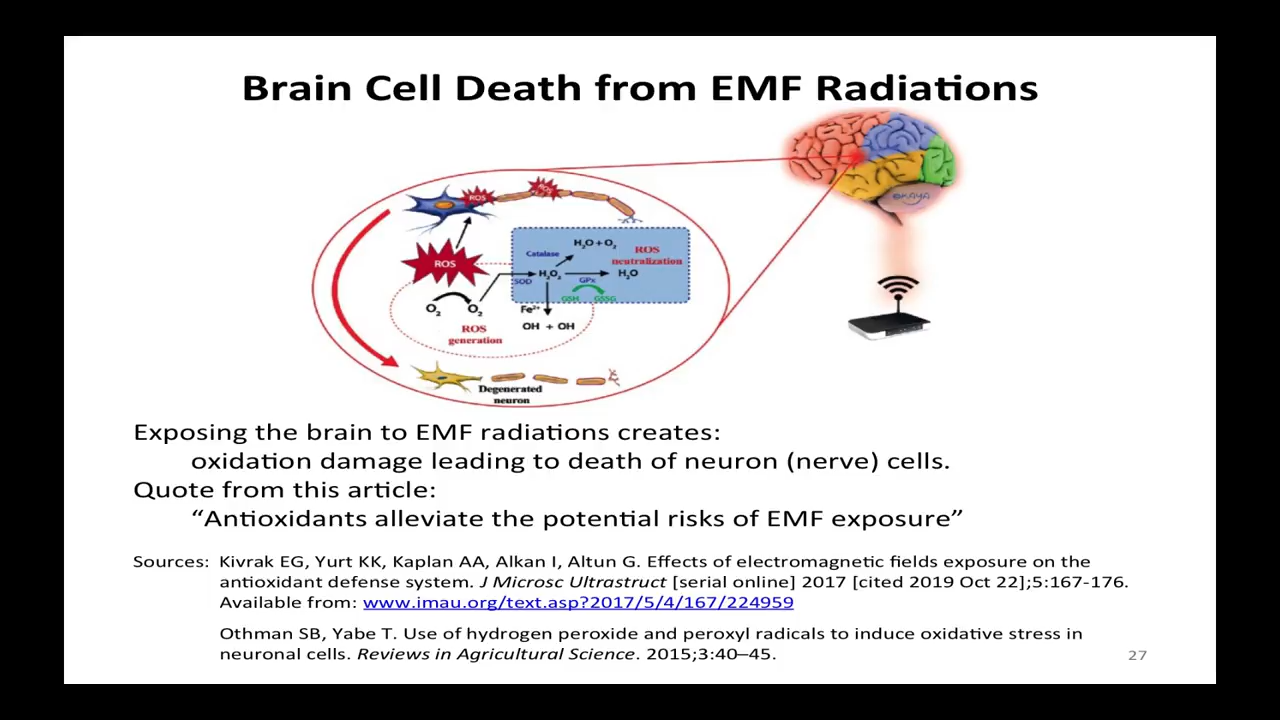 Brain Cell Death from EMF Radiations
ROS
ROS
ROS
H₂O + O₂
Catalase
ROS
neutralization
SOD
H₂O₂
GPx
H₂O
GSH
GSSG
O₂
O₂
Fe²⁺
OH + OH
ROS
generation
Degenerated
neuron
Exposing the brain to EMF radiations creates:
oxidation damage leading to death of neuron (nerve) cells.
Quote from this article:
“Antioxidants alleviate the potential risks of EMF exposure”
Sources: Kivrak EG, Yurt KK, Kaplan AA, Alkan I, Altun G. Effects of electromagnetic fields exposure on the
antioxidant defense system. J Microsc Ultrastruct [serial online] 2017 [cited 2019 Oct 22];5:167-176.
Available from: www.imau.org/text.asp?2017/5/4/167/224959
Othman SB, Yabe T. Use of hydrogen peroxide and peroxyl radicals to induce oxidative stress in
neuronal cells. Reviews in Agricultural Science. 2015;3:40–45.
27